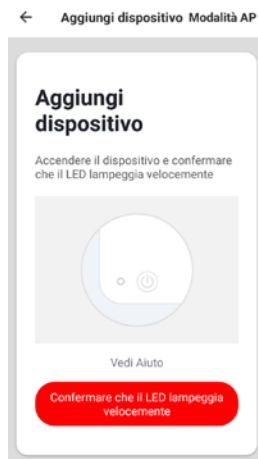 Aggiungi dispositivo Modalità AP
Aggiungi
dispositivo
Accendere il dispositivo e confermare
che il LED lampeggia velocemente
Vedi Aiuto
Confermare che il LED lampeggia
velocemente